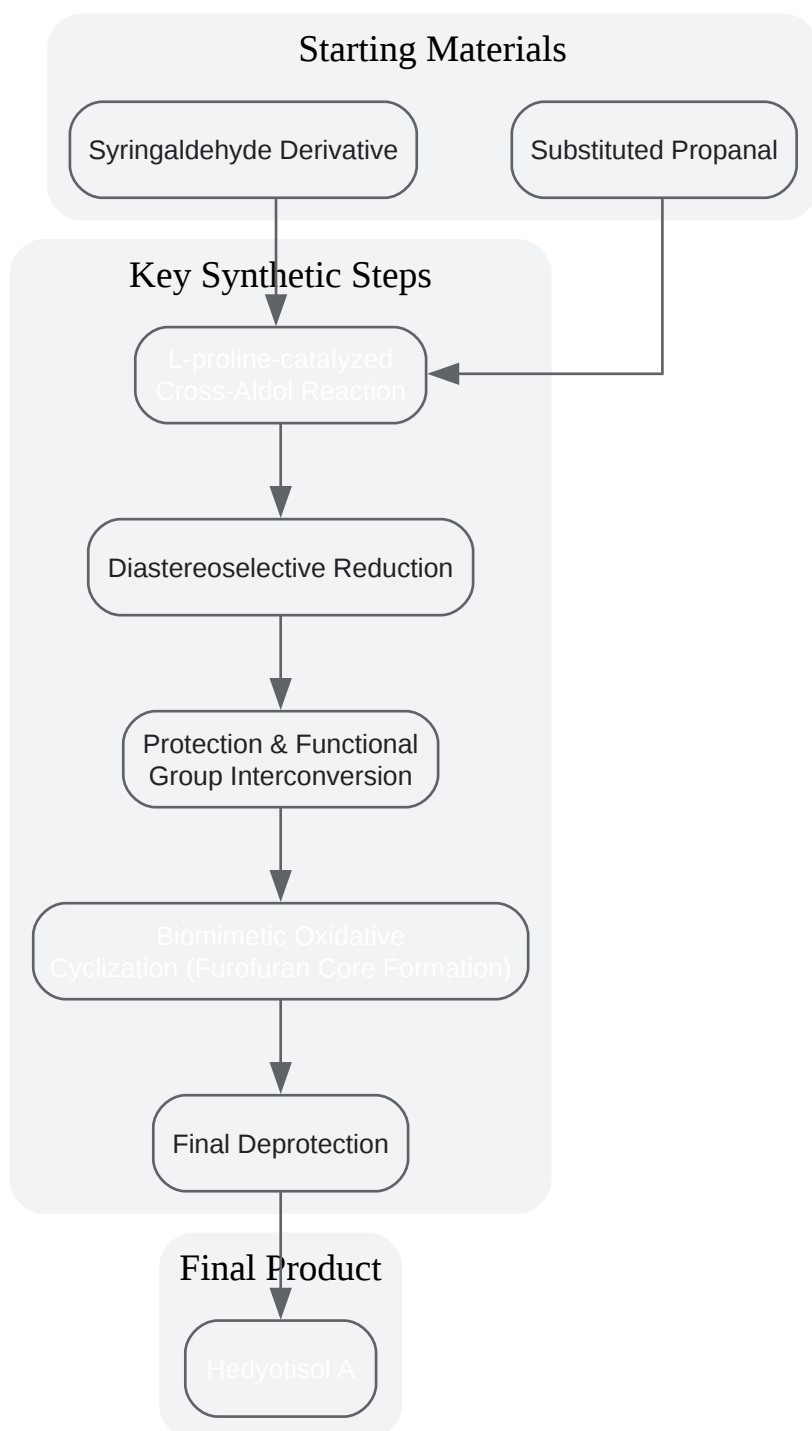 Starting Materials
Syringaldehyde Derivative
Substituted Propanal
Key Synthetic Steps
L-proline-catalyzed
Cross-Aldol Reaction
Diastereoselective Reduction
Protection & Functional
Group Interconversion
Biomimetic Oxidative
Cyclization (Furofuran Core Formation)
Final Deprotection
Final Product
Hedyotisol A